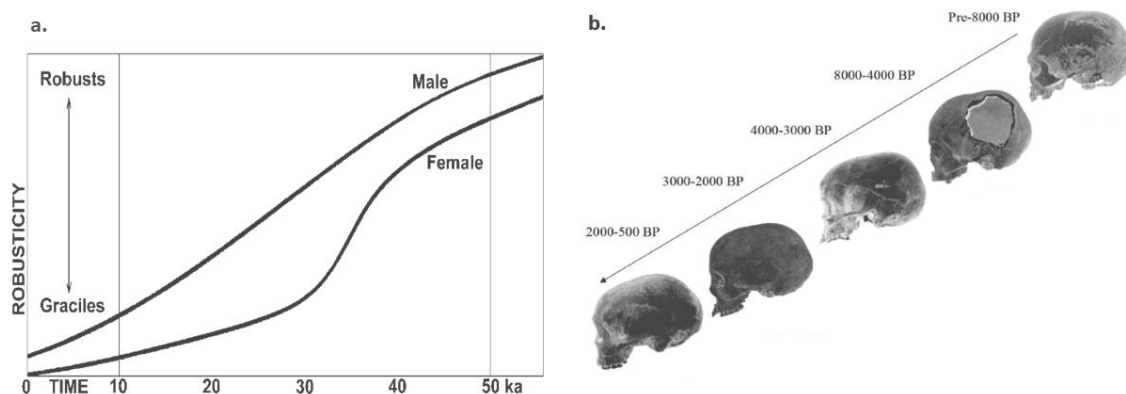 a.
Robusts
Male
Female
Graciles
ROBUSTICITY
0 TIME 10 20 30 40 50 ka
b.
Pre-8000 BP
8000-4000 BP
4000-3000 BP
3000-2000 BP
2000-500 BP